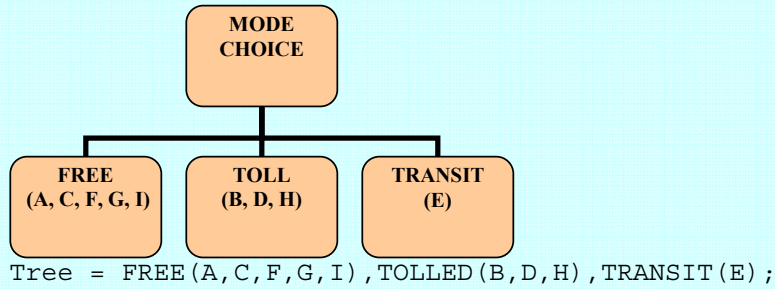 MODE
CHOICE
FREE
(A, C, F, G, I)
TOLL
(B, D, H)
TRANSIT
(E)
Tree = FREE(A,C,F,G,I),TOLLED(B,D,H),TRANSIT(E);